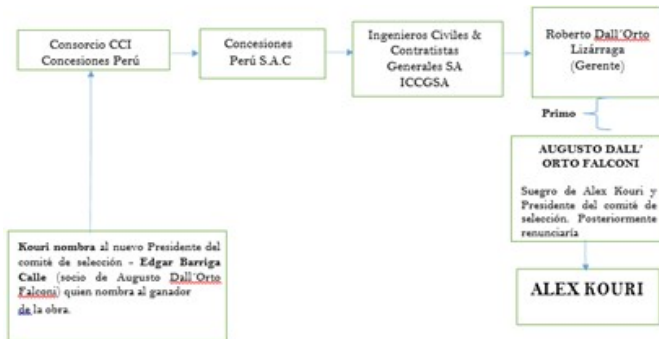 Consorcio CCI
Concesiones Perú
Concesiones
Perú S.A.C
Ingenieros Civiles &
Contratistas
Generales SA
ICCGSA
Roberto Dall´Orto
Lizárraga
(Gerente)
Primo
AUGUSTO DALL'
ORTO FALCONI
Suegro de Alex Kouri y
Presidente del comité de
selección. Posteriormente
renunciaría
Kouri nombra al nuevo Presidente del
comité de selección – Edgar Barriga
Calle (socio de Augusto Dall´Orto
Falconi) quien nombra al ganador
de la obra.
ALEX KOURI